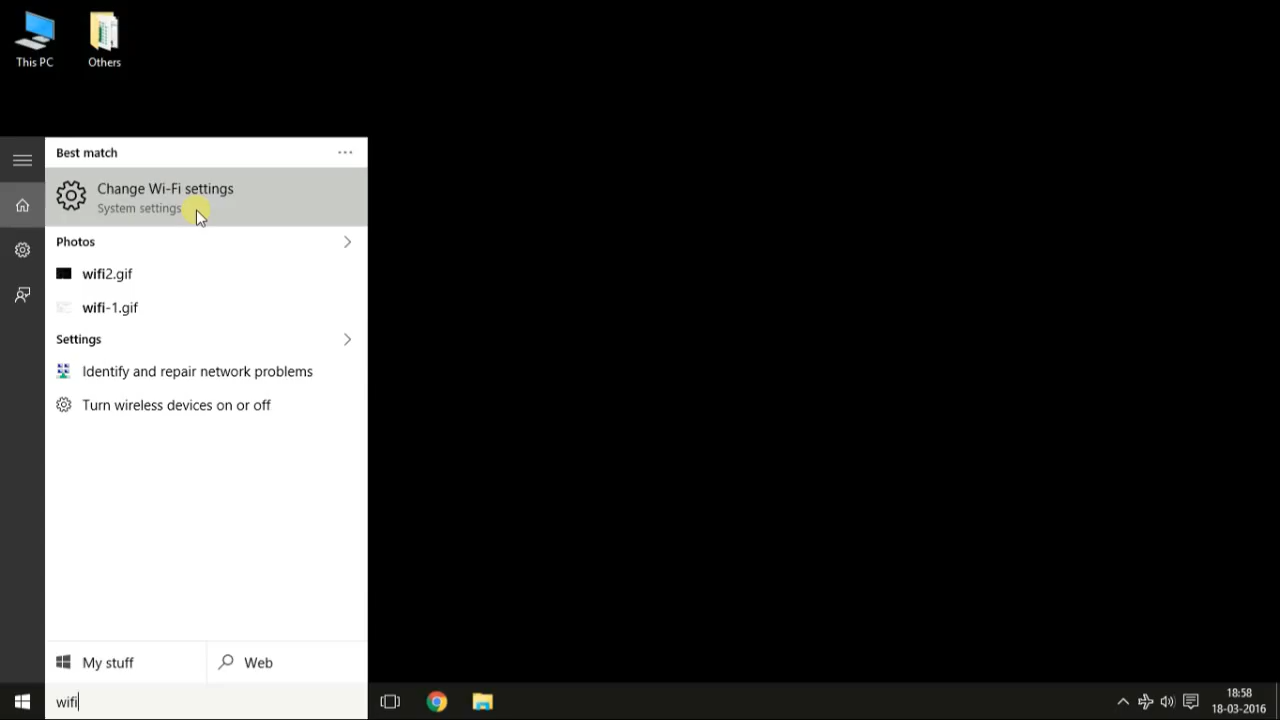 This PC
Others
Best match
Change Wi-Fi settings
System settings
Photos
wifi2.gif
wifi-1.gif
Settings
Identify and repair network problems
Turn wireless devices on or off
My stuff
Web
wifi
18:58
18-03-2016